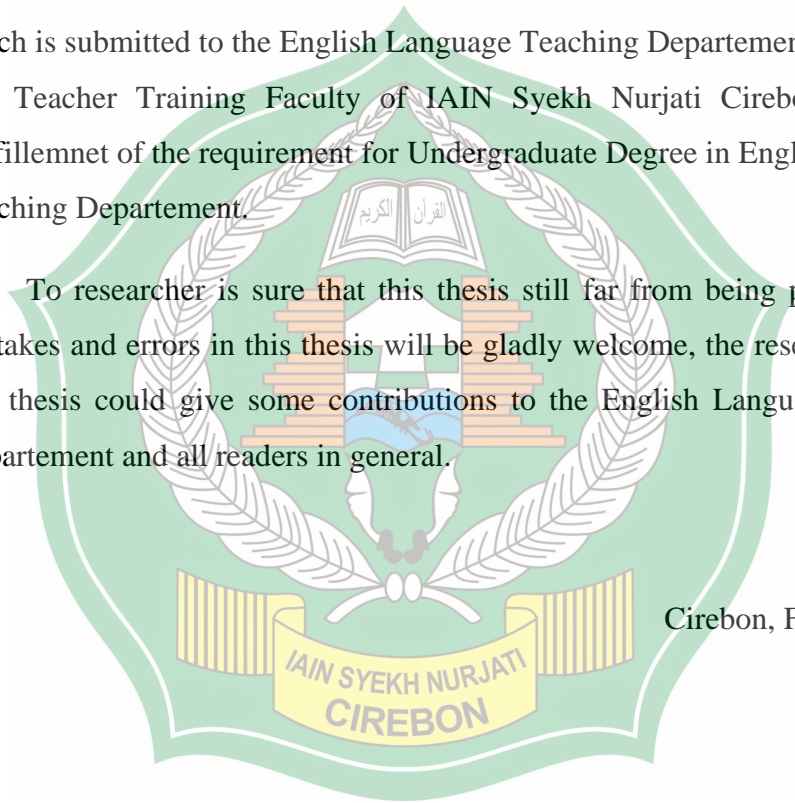 ch is submitted to the English Language Teaching Departemen
Teacher Training Faculty of IAIN Syekh Nurjati Cirebo
fillemnet of the requirement for Undergraduate Degree in Engl
ching Departement.
To researcher is sure that this thesis still far from being p
takes and errors in this thesis will be gladly welcome, the rese
thesis could give some contributions to the English Langu
partement and all readers in general.
Cirebon, F
القرأن الكريم
IAIN SYEKH NURJATI
CIREBON